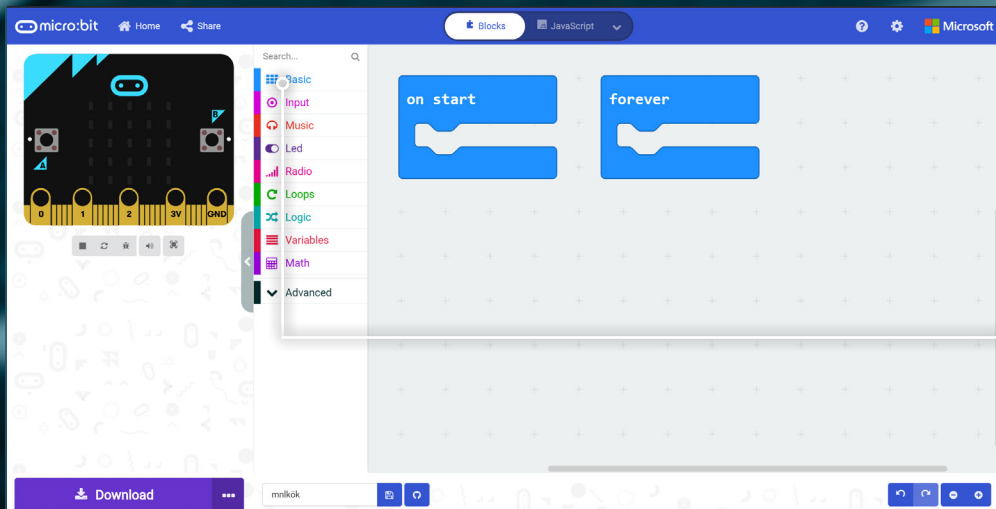 micro:bit Home Share Blocks JavaScript Microsoft
Search...
Basic
Input
Music
Led
Radio
Loops
Logic
Variables
Math
Advanced
on start
forever
B
A
0 1 2 3V GND
Download
mnlkök